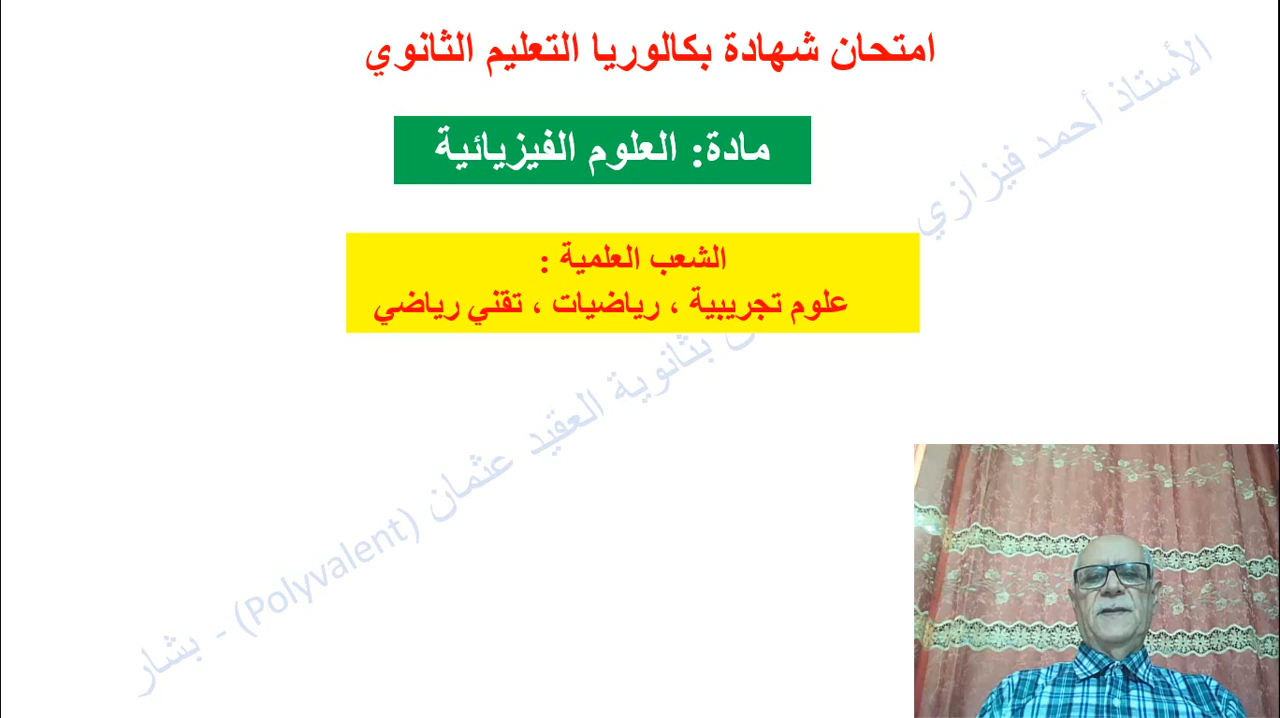 امتحان شهادة بكالوريا التعليم الثانوي
مادة: العلوم الفيزيائية
الشعب العلمية :
علوم تجريبية ، رياضيات ، تقني رياضي
الأستاذ أحمد فيزازي
بثانوية العقيد عثمان (Polyvalent) - بشار